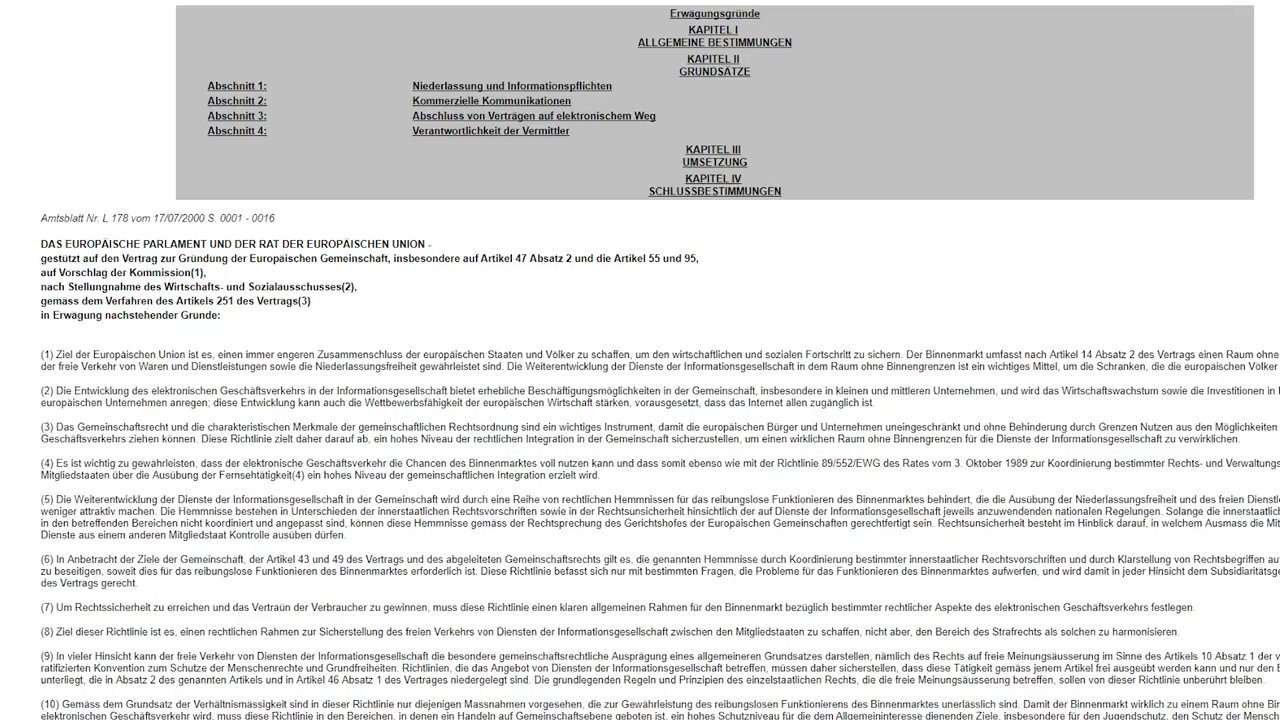 Erwägungsgründe
KAPITEL I
ALLGEMEINE BESTIMMUNGEN
KAPITEL II
GRUNDSÄTZE
Abschnitt 1: Niederlassung und Informationspflichten
Abschnitt 2: Kommerzielle Kommunikationen
Abschnitt 3: Abschluss von Verträgen auf elektronischem Weg
Abschnitt 4: Verantwortlichkeit der Vermittler
KAPITEL III
UMSETZUNG
KAPITEL IV
SCHLUSSBESTIMMUNGEN
Amtsblatt Nr. L 178 vom 17/07/2000 S. 0001 - 0016
DAS EUROPÄISCHE PARLAMENT UND DER RAT DER EUROPÄISCHEN UNION -
gestützt auf den Vertrag zur Gründung der Europäischen Gemeinschaft, insbesondere auf Artikel 47 Absatz 2 und die Artikel 55 und 95,
auf Vorschlag der Kommission(1),
nach Stellungnahme des Wirtschafts- und Sozialausschusses(2),
gemäss dem Verfahren des Artikels 251 des Vertrags(3)
in Erwägung nachstehender Gründe:
(1) Ziel der Europäischen Union ist es, einen immer engeren Zusammenschluss der europäischen Staaten und Völker zu schaffen, um den wirtschaftlichen und sozialen Fortschritt zu sichern. Der Binnenmarkt umfasst nach Artikel 14 Absatz 2 des Vertrags einen Raum ohne
der freie Verkehr von Waren und Dienstleistungen sowie die Niederlassungsfreiheit gewährleistet sind. Die Weiterentwicklung der Dienste der Informationsgesellschaft in dem Raum ohne Binnengrenzen ist ein wichtiges Mittel, um die Schranken, die die europäischen Völker
(2) Die Entwicklung des elektronischen Geschäftsverkehrs in der Informationsgesellschaft bietet erhebliche Beschäftigungsmöglichkeiten in der Gemeinschaft, insbesondere in kleinen und mittleren Unternehmen, und wird das Wirtschaftswachstum sowie die Investitionen in
europäischen Unternehmen anregen; diese Entwicklung kann auch die Wettbewerbsfähigkeit der europäischen Wirtschaft stärken, vorausgesetzt, dass das Internet allen zugänglich ist.
(3) Das Gemeinschaftsrecht und die charakteristischen Merkmale der gemeinschaftlichen Rechtsordnung sind ein wichtiges Instrument, damit die europäischen Bürger und Unternehmen uneingeschränkt und ohne Behinderung durch Grenzen Nutzen aus den Möglichkeiten
Geschäftsverkehrs ziehen können. Diese Richtlinie zielt daher darauf ab, ein hohes Niveau der rechtlichen Integration in der Gemeinschaft sicherzustellen, um einen wirklichen Raum ohne Binnengrenzen für die Dienste der Informationsgesellschaft zu verwirklichen.
(4) Es ist wichtig zu gewährleisten, dass der elektronische Geschäftsverkehr die Chancen des Binnenmarktes voll nutzen kann und dass somit ebenso wie mit der Richtlinie 89/552/EWG des Rates vom 3. Oktober 1989 zur Koordinierung bestimmter Rechts- und Verwaltungs
Mitgliedstaaten über die Ausübung der Fernsehtätigkeit(4) ein hohes Niveau der gemeinschaftlichen Integration erzielt wird.
(5) Die Weiterentwicklung der Dienste der Informationsgesellschaft in der Gemeinschaft wird durch eine Reihe von rechtlichen Hemmnissen für das reibungslose Funktionieren des Binnenmarktes behindert, die die Ausübung der Niederlassungsfreiheit und des freien Dienstle
weniger attraktiv machen. Die Hemmnisse bestehen in Unterschieden der innerstaatlichen Rechtsvorschriften sowie in der Rechtsunsicherheit hinsichtlich der auf Dienste der Informationsgesellschaft jeweils anzuwendenden nationalen Regelungen. Solange die innerstaatlich
in den betreffenden Bereichen nicht koordiniert und angepasst sind, können diese Hemmnisse gemäss der Rechtsprechung des Gerichtshofes der Europäischen Gemeinschaften gerechtfertigt sein. Rechtsunsicherheit besteht im Hinblick darauf, in welchem Ausmass die Mit
Dienste aus einem anderen Mitgliedstaat Kontrolle ausüben dürfen.
(6) In Anbetracht der Ziele der Gemeinschaft, der Artikel 43 und 49 des Vertrags und des abgeleiteten Gemeinschaftsrechts gilt es, die genannten Hemmnisse durch Koordinierung bestimmter innerstaatlicher Rechtsvorschriften und durch Klarstellung von Rechtsbegriffen au
zu beseitigen, soweit dies für das reibungslose Funktionieren des Binnenmarktes erforderlich ist. Diese Richtlinie befasst sich nur mit bestimmten Fragen, die Probleme für das Funktionieren des Binnenmarktes aufwerfen, und wird damit in jeder Hinsicht dem Subsidiaritätsg
des Vertrags gerecht.
(7) Um Rechtssicherheit zu erreichen und das Vertraün der Verbraucher zu gewinnen, muss diese Richtlinie einen klaren allgemeinen Rahmen für den Binnenmarkt bezüglich bestimmter rechtlicher Aspekte des elektronischen Geschäftsverkehrs festlegen.
(8) Ziel dieser Richtlinie ist es, einen rechtlichen Rahmen zur Sicherstellung des freien Verkehrs von Diensten der Informationsgesellschaft zwischen den Mitgliedstaaten zu schaffen, nicht aber, den Bereich des Strafrechts als solchen zu harmonisieren.
(9) In vieler Hinsicht kann der freie Verkehr von Diensten der Informationsgesellschaft die besondere gemeinschaftsrechtliche Ausprägung eines allgemeineren Grundsatzes darstellen, nämlich des Rechts auf freie Meinungsäusserung im Sinne des Artikels 10 Absatz 1 der v
ratifizierten Konvention zum Schutze der Menschenrechte und Grundfreiheiten. Richtlinien, die das Angebot von Diensten der Informationsgesellschaft betreffen, müssen daher sicherstellen, dass diese Tätigkeit gemäss jenem Artikel frei ausgeübt werden kann und nur den
unterliegt, die in Absatz 2 des genannten Artikels und in Artikel 46 Absatz 1 des Vertrages niedergelegt sind. Die grundlegenden Regeln und Prinzipien des einzelstaatlichen Rechts, die die freie Meinungsäusserung betreffen, sollen von dieser Richtlinie unberührt bleiben.
(10) Gemäss dem Grundsatz der Verhältnismässigkeit sind in dieser Richtlinie nur diejenigen Massnahmen vorgesehen, die zur Gewährleistung des reibungslosen Funktionierens des Binnenmarktes unerlässlich sind. Damit der Binnenmarkt wirklich zu einem Raum ohne
elektronischen Geschäftsverkehr wird, muss diese Richtlinie in den Bereichen, in denen ein Handeln auf Gemeinschaftsebene geboten ist, ein hohes Schutzniveau für die dem Allgemeininteresse dienenden Ziele, insbesondere für den Jugendschutz, den Schutz der